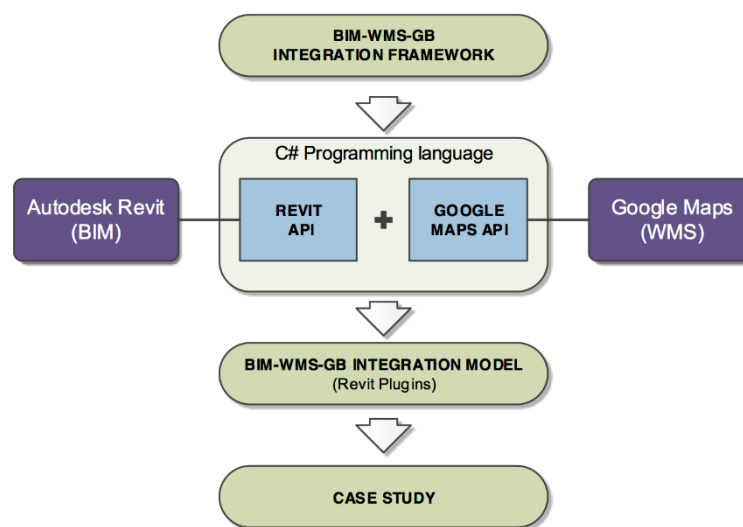 BIM-WMS-GB
INTEGRATION FRAMEWORK
C# Programming language
Autodesk Revit
(BIM)
REVIT
API
+
GOOGLE
MAPS API
Google Maps
(WMS)
BIM-WMS-GB INTEGRATION MODEL
(Revit Plugins)
CASE STUDY